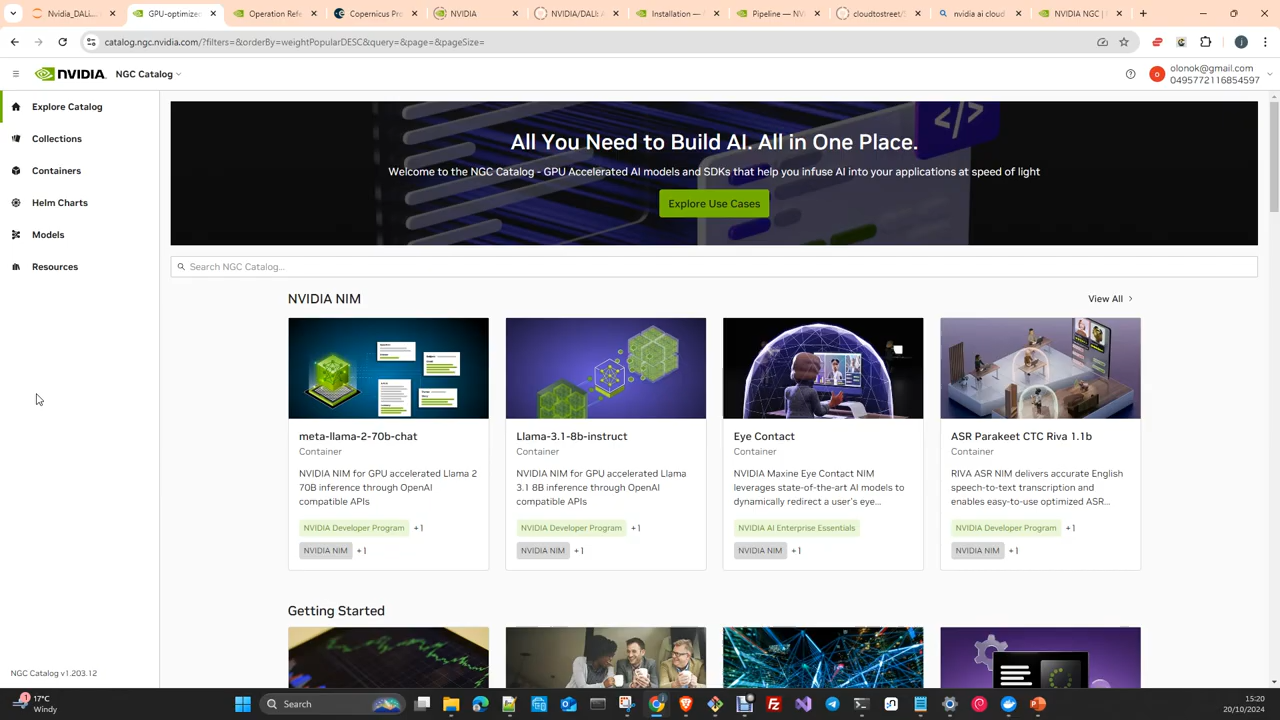 Nvidia_DALI.
GPU-optimized
Operation Refe
Copernicus Pro
NVIDIA
NVIDIA/DALI:
Installation —
Pipeline — NV
cloudtostreet/
nvidia ai cloud
NVIDIA NGC |
catalog.ngc.nvidia.com/?filters=&orderBy=weightPopularDESC&query=&page=&pageSize=
NVIDIA.
NGC Catalog
olonok@gmail.com
0495772116854597
Explore Catalog
Collections
Containers
Helm Charts
Models
Resources
All You Need to Build AI. All in One Place.
Welcome to the NGC Catalog - GPU Accelerated AI models and SDKs that help you infuse AI into your applications at speed of light
Explore Use Cases
Search NGC Catalog...
NVIDIA NIM
View All
meta-llama-2-70b-chat
Container
NVIDIA NIM for GPU accelerated Llama 2
70B inference through OpenAI
compatible APIs
NVIDIA Developer Program +1
NVIDIA NIM +1
Llama-3.1-8b-instruct
Container
NVIDIA NIM for GPU accelerated Llama
3.1 8B inference through OpenAI
compatible APIs
NVIDIA Developer Program +1
NVIDIA NIM +1
Eye Contact
Container
NVIDIA Maxine Eye Contact NIM
leverages state-of-the-art AI models to
dynamically redirect a user's eye...
NVIDIA AI Enterprise Essentials
NVIDIA NIM +1
ASR Parakeet CTC Riva 1.1b
Container
RIVA ASR NIM delivers accurate English
speech-to-text transcription and
enables easy-to-use optimized ASR...
NVIDIA Developer Program +1
NVIDIA NIM +1
Getting Started
NGC Catalog v1.203.12
17°C
Windy
Search
15:20
20/10/2024